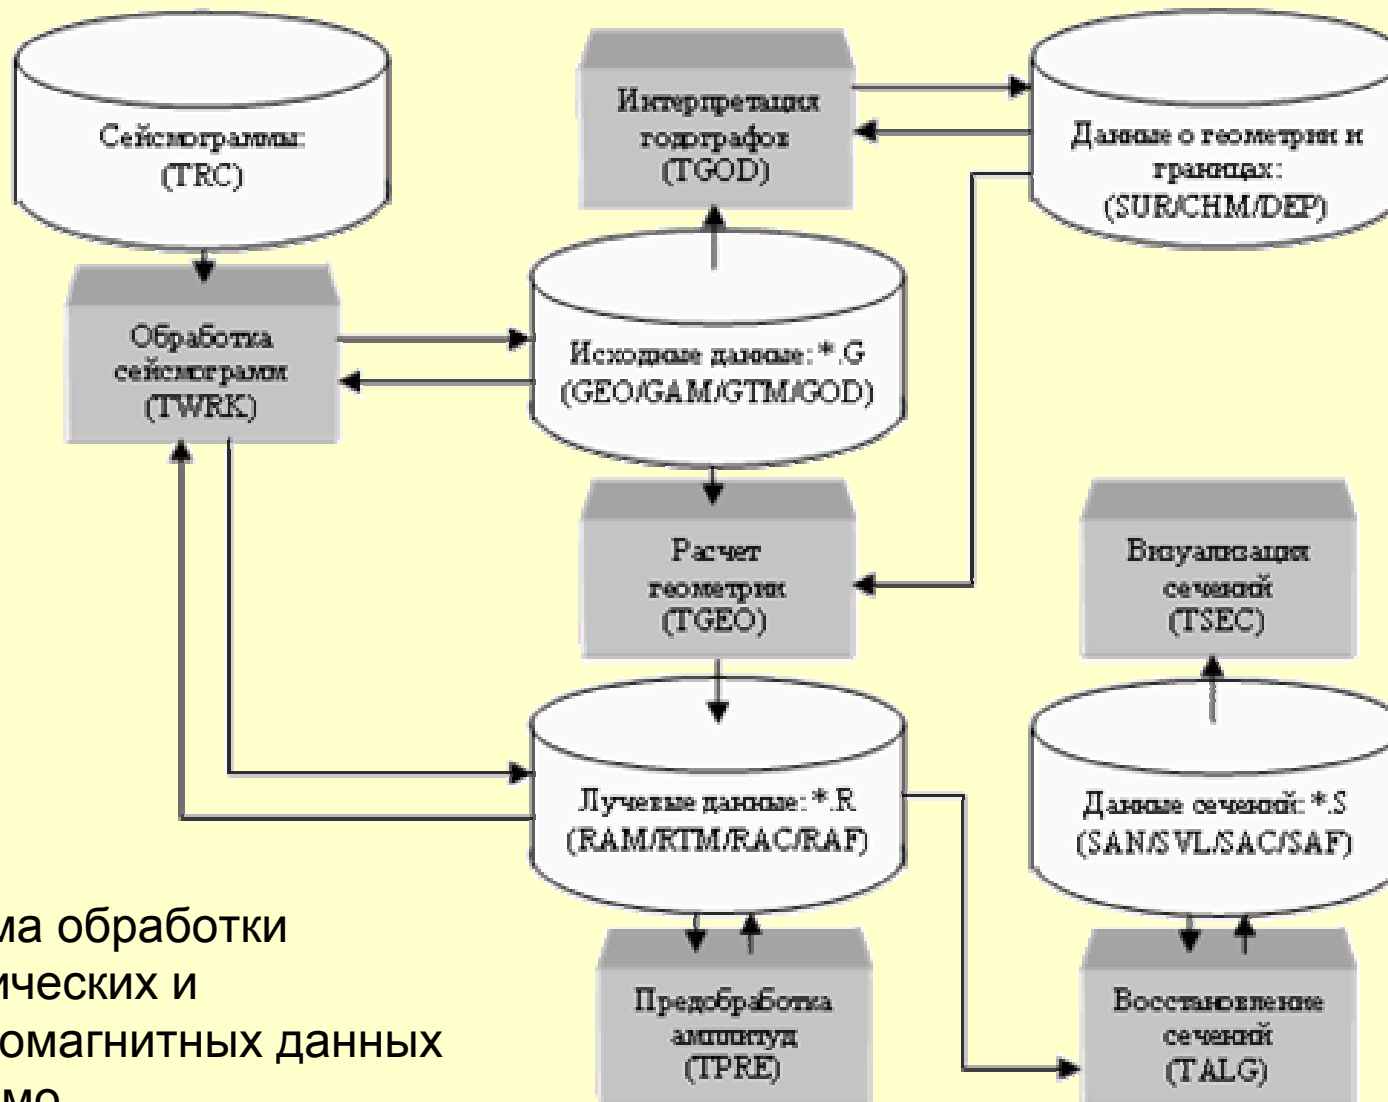 Сейсмограммы:
(TRC)
Интерпретация
годографов
(TGOD)
Данные о геометрии и
границах:
(SUR/CHM/DEP)
Обработка
сейсмограмм
(TWRK)
Исходные данные: *.G
(GEO/GAM/GTM/GOD)
Расчет
геометрии
(TGEO)
Визуализация
сечений
(TSEC)
Лучевые данные: *.R
(RAM/RTM/RAC/RAF)
Данные сечений: *.S
(SAN/SVL/SAC/SAF)
Предобработка
амплитуд
(TPRE)
Восстановление
сечений
(TALG)
ма обработки
ических и
омагнитных данных